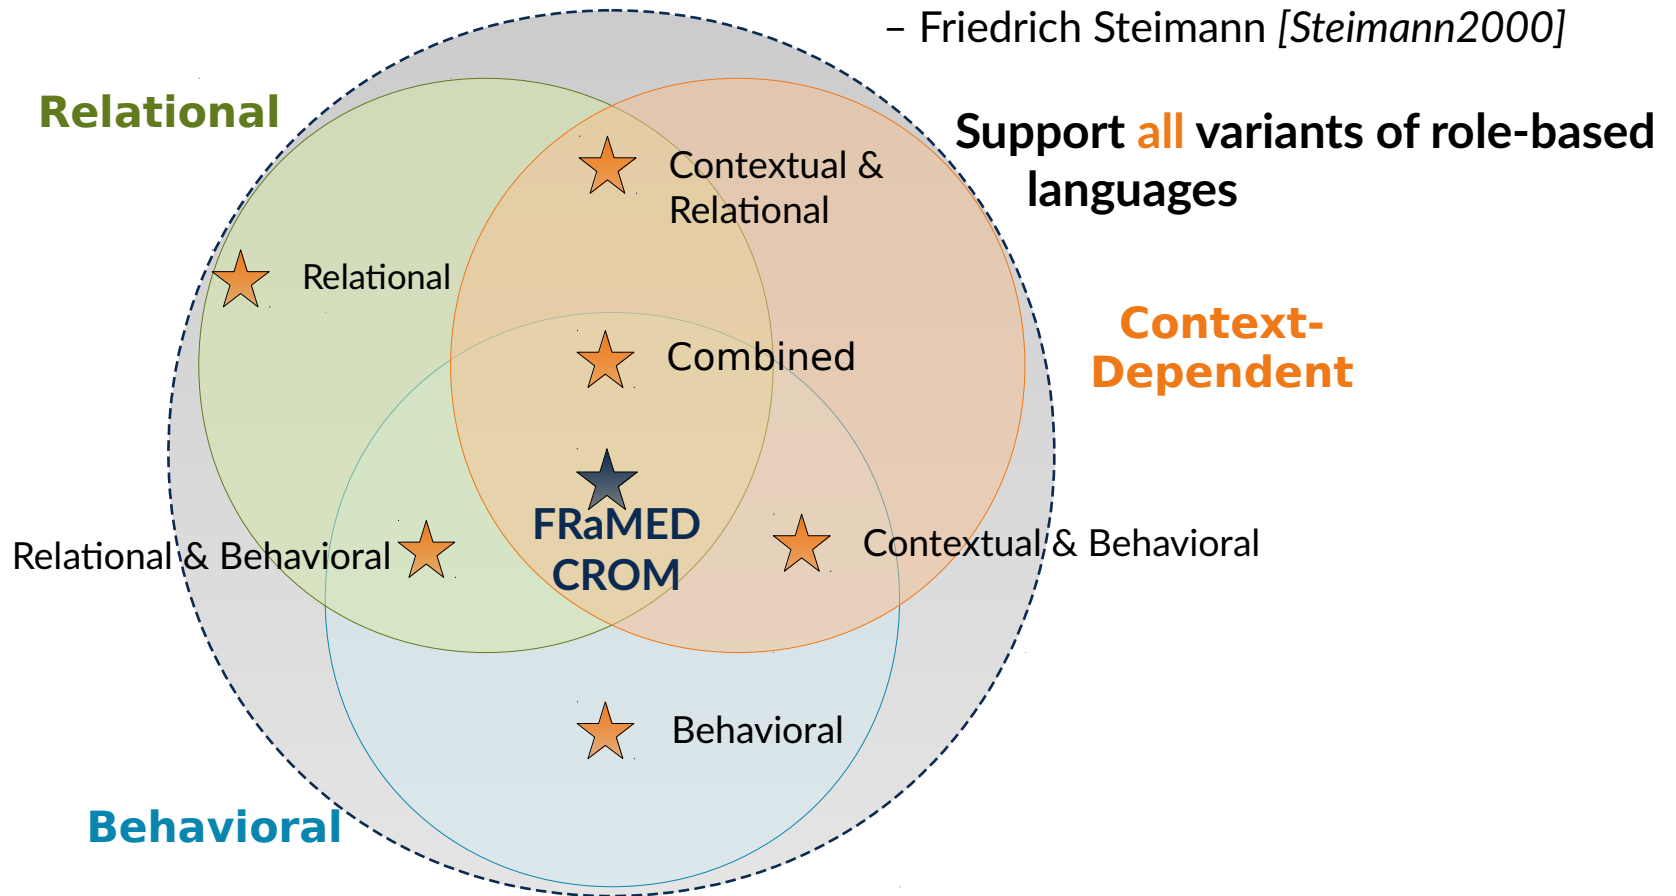 – Friedrich Steimann [Steimann2000]
Relational
Support all variants of role-based
languages
Contextual &
Relational
Relational
Context-
Dependent
Combined
FRaMED
CROM
Relational & Behavioral
Contextual & Behavioral
Behavioral
Behavioral